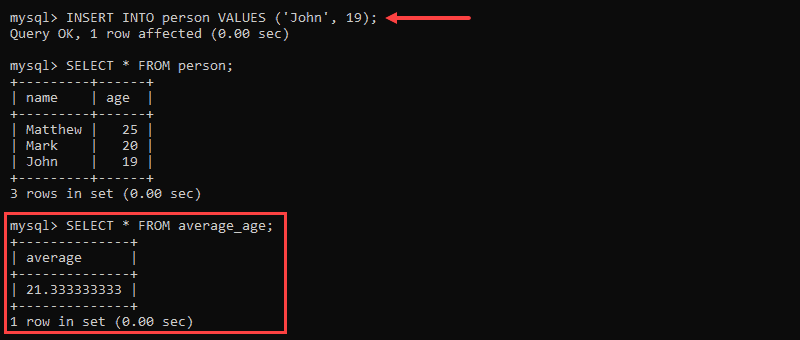 mysql> INSERT INTO person VALUES ('John', 19);
Query OK, 1 row affected (0.00 sec)
mysql> SELECT * FROM person;
+---------+------+
| name    | age  |
+---------+------+
| Matthew |   25 |
| Mark    |   20 |
| John    |   19 |
+---------+------+
3 rows in set (0.00 sec)
mysql> SELECT * FROM average_age;
+--------------+
| average      |
+--------------+
| 21.333333333 |
+--------------+
1 row in set (0.00 sec)